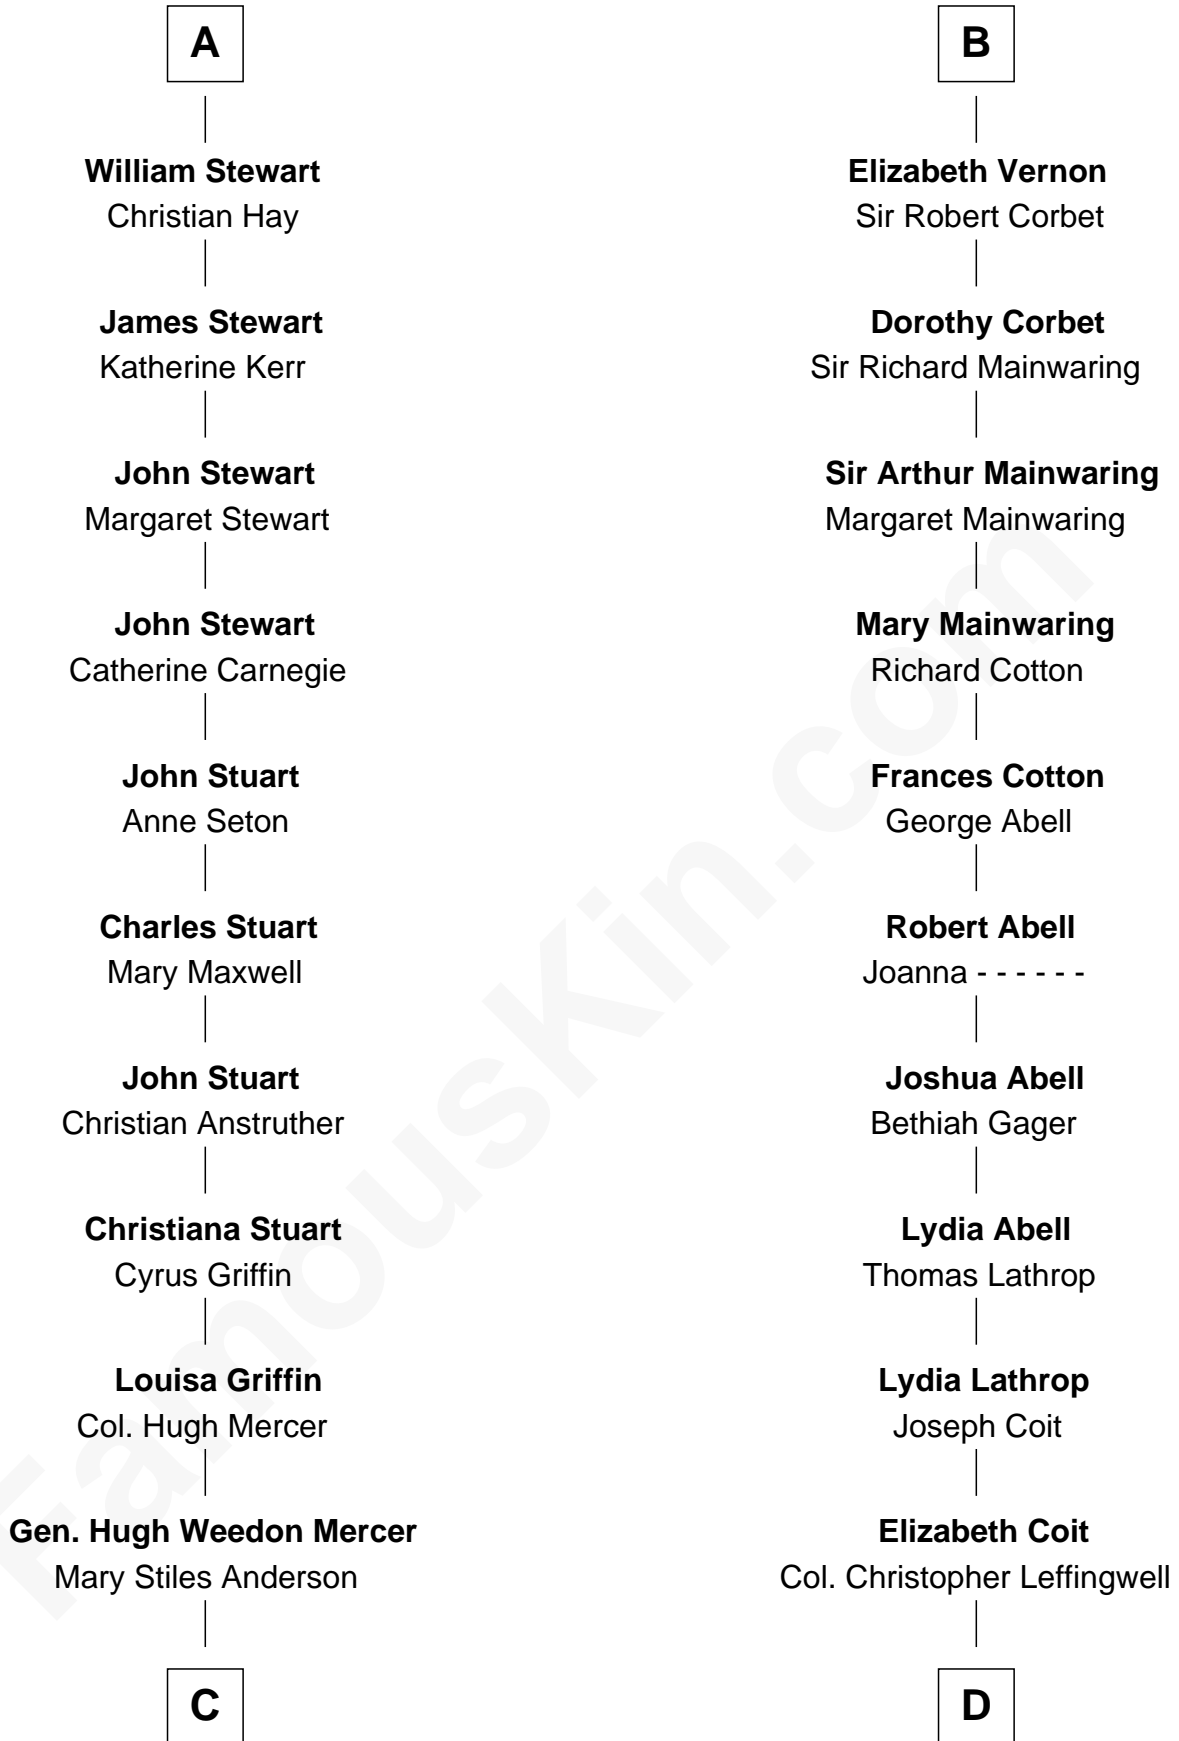 A
William Stewart
Christian Hay
James Stewart
Katherine Kerr
John Stewart
Margaret Stewart
John Stewart
Catherine Carnegie
John Stuart
Anne Seton
Charles Stuart
Mary Maxwell
John Stuart
Christian Anstruther
Christiana Stuart
Cyrus Griffin
Louisa Griffin
Col. Hugh Mercer
Gen. Hugh Weedon Mercer
Mary Stiles Anderson
C
B
Elizabeth Vernon
Sir Robert Corbet
Dorothy Corbet
Sir Richard Mainwaring
Sir Arthur Mainwaring
Margaret Mainwaring
Mary Mainwaring
Richard Cotton
Frances Cotton
George Abell
Robert Abell
Joanna - - - - - -
Joshua Abell
Bethiah Gager
Lydia Abell
Thomas Lathrop
Lydia Lathrop
Joseph Coit
Elizabeth Coit
Col. Christopher Leffingwell
D
FamousKin.com